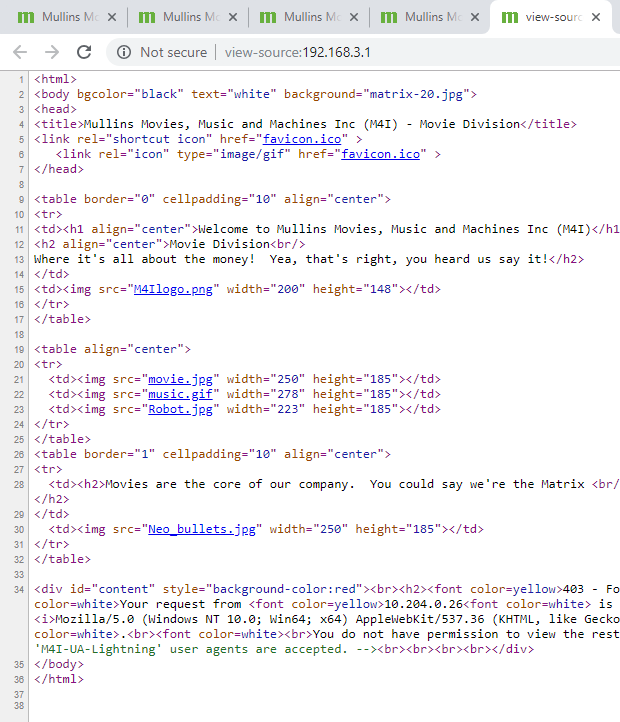 Mullins Mo
Mullins Mo
Mullins Mo
Mullins Mo
view-sourc
Not secure | view-source:192.168.3.1
1 <html>
2 <body bgcolor="black" text="white" background="matrix-20.jpg">
3 <head>
4 <title>Mullins Movies, Music and Machines Inc (M4I) - Movie Division</title>
5 <link rel="shortcut icon" href="favicon.ico" >
6 <link rel="icon" type="image/gif" href="favicon.ico" >
7 </head>
8
9 <table border="0" cellpadding="10" align="center">
10 <tr>
11 <td><h1 align="center">Welcome to Mullins Movies, Music and Machines Inc (M4I)</h1
12 <h2 align="center">Movie Division<br/>
13 Where it's all about the money!  Yea, that's right, you heard us say it!</h2>
14 </td>
15 <td><img src="M4Ilogo.png" width="200" height="148"></td>
16 </tr>
17 </table>
18
19 <table align="center">
20 <tr>
21 <td><img src="movie.jpg" width="250" height="185"></td>
22 <td><img src="music.gif" width="278" height="185"></td>
23 <td><img src="Robot.jpg" width="223" height="185"></td>
24 </tr>
25 </table>
26 <table border="1" cellpadding="10" align="center">
27 <tr>
28 <td><h2>Movies are the core of our company.  You could say we're the Matrix <br/
</h2>
29 </td>
30 <td><img src="Neo_bullets.jpg" width="250" height="185"></td>
31 </tr>
32 </table>
33
34 <div id="content" style="background-color:red"><br><h2><font color=yellow>403 - Fo
color=white>Your request from <font color=yellow>10.204.0.26<font color=white> is
<i>Mozilla/5.0 (Windows NT 10.0; Win64; x64) AppleWebKit/537.36 (KHTML, like Gecko
color=white>.<br><font color=white><br>You do not have permission to view the rest
'M4I-UA-Lightning' user agents are accepted. --><br><br><br><br></div>
35 </body>
36 </html>
37
38